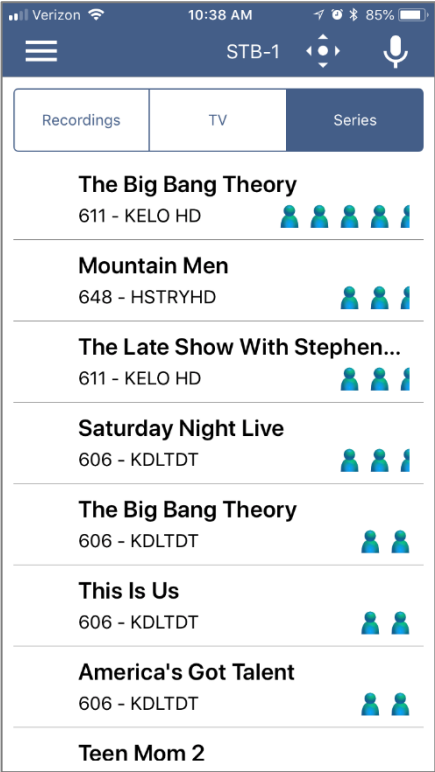 Verizon 10:38 AM 85%
STB-1
Recordings TV Series
The Big Bang Theory
611 - KELO HD
Mountain Men
648 - HSTRYHD
The Late Show With Stephen...
611 - KELO HD
Saturday Night Live
606 - KDLTDT
The Big Bang Theory
606 - KDLTDT
This Is Us
606 - KDLTDT
America's Got Talent
606 - KDLTDT
Teen Mom 2